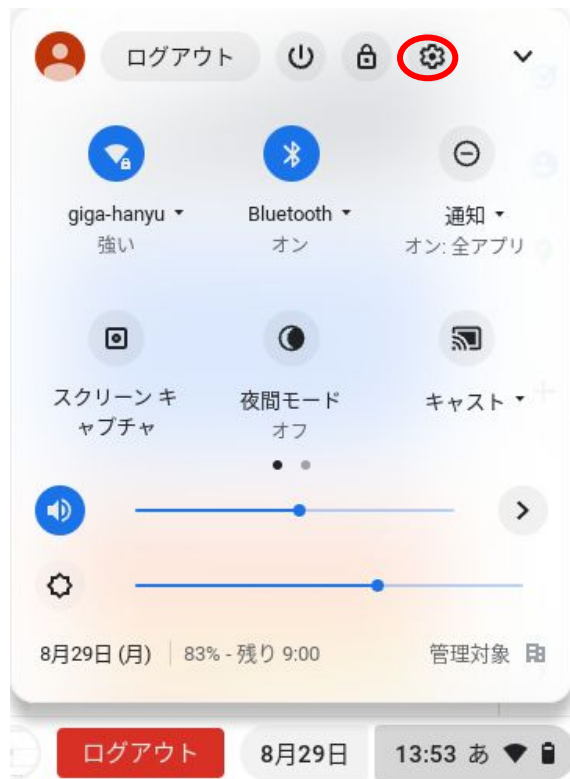 ログアウト
giga-hanyu
強い
Bluetooth
オン
通知
オン: 全アプリ
スクリーン キ
ャプチャ
夜間モード
オフ
キャスト
8月29日 (月)
83% - 残り 9:00
管理対象
ログアウト
8月29日
13:53 あ